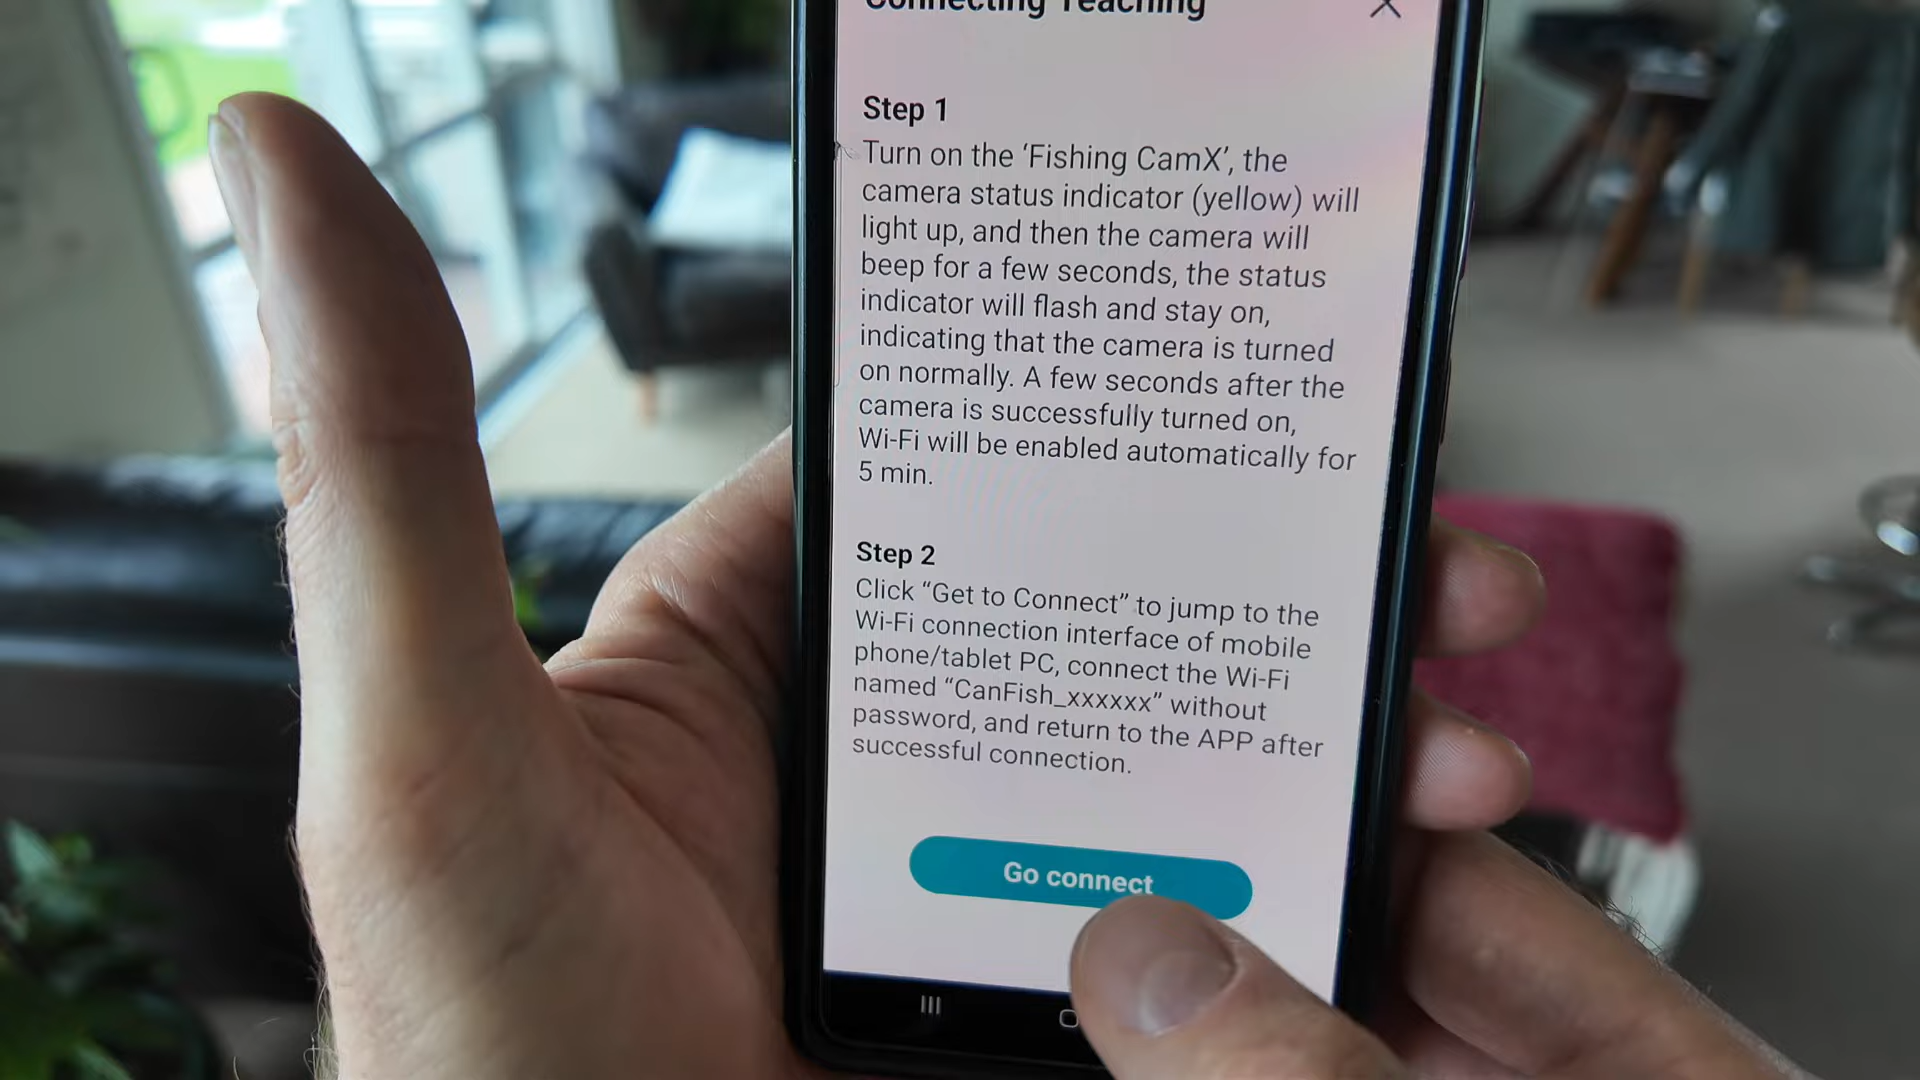 Connecting Teaching
Step 1
Turn on the ‘Fishing CamX’, the
camera status indicator (yellow) will
light up, and then the camera will
beep for a few seconds, the status
indicator will flash and stay on,
indicating that the camera is turned
on normally. A few seconds after the
camera is successfully turned on,
Wi-Fi will be enabled automatically for
5 min.
Step 2
Click “Get to Connect” to jump to the
Wi-Fi connection interface of mobile
phone/tablet PC, connect the Wi-Fi
named “CanFish_xxxxxx” without
password, and return to the APP after
successful connection.
Go connect